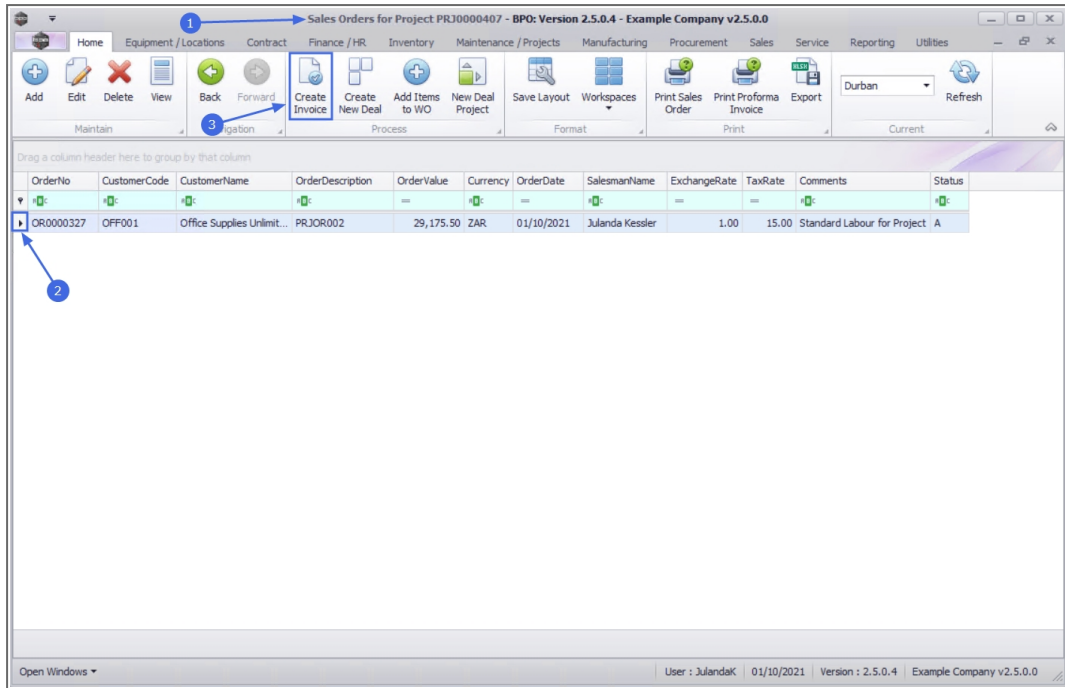 1
Sales Orders for Project PRJ0000407 - BPO: Version 2.5.0.4 - Example Company v2.5.0.0
Home Equipment / Locations Contract Finance / HR Inventory Maintenance / Projects Manufacturing Procurement Sales Service Reporting Utilities
Add Edit Delete View Back Forward Create Invoice Create New Deal Add Items to WO New Deal Project Save Layout Workspaces Print Sales Order Print Proforma Invoice Export Durban Refresh
Maintain 3 igation Process Format Print Current
Drag a column header here to group by that column
OrderNo CustomerCode CustomerName OrderDescription OrderValue Currency OrderDate SalesmanName ExchangeRate TaxRate Comments Status
OR0000327 OFF001 Office Supplies Unlimit... PRJOR002 29,175.50 ZAR 01/10/2021 Julanda Kessler 1.00 15.00 Standard Labour for Project A
2
Open Windows User : JulandaK 01/10/2021 Version : 2.5.0.4 Example Company v2.5.0.0